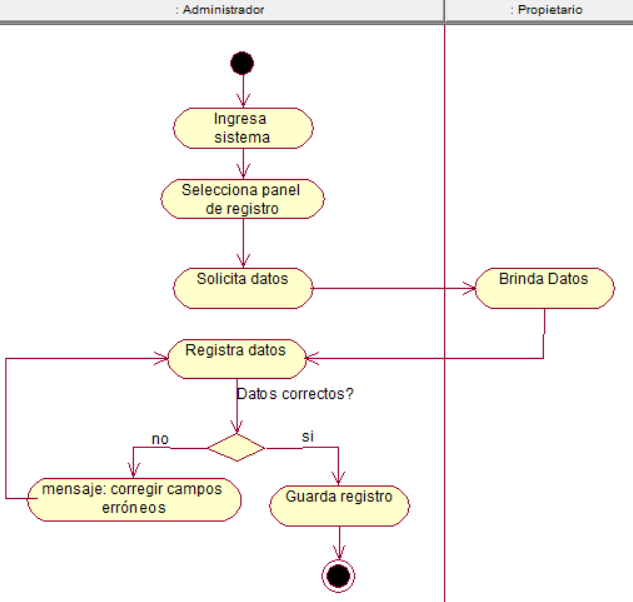 : Administrador
: Propietario
Ingresa
sistema
Selecciona panel
de registro
Solicita datos
Brinda Datos
Registra datos
Datos correctos?
no
si
mensaje: corregir campos
erróneos
Guarda registro